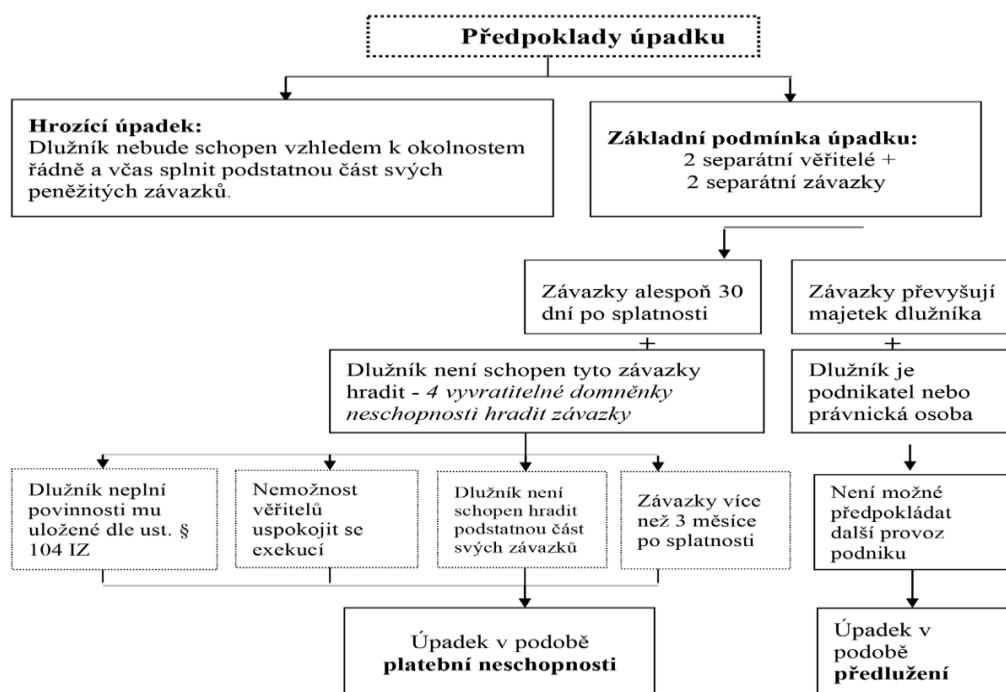 Předpoklady úpadku
Hrozící úpadek:
Dlužník nebude schopen vzhledem k okolnostem
řádně a včas splnit podstatnou část svých
peněžitých závazků.
Základní podmínka úpadku:
2 separátní věřitelé +
2 separátní závazky
Závazky alespoň 30
dní po splatnosti
+
Dlužník není schopen tyto závazky
hradit - 4 vyvratitelné domněnky
neschopnosti hradit závazky
Závazky převyšují
majetek dlužníka
+
Dlužník je
podnikatel nebo
právnická osoba
Dlužník neplní
povinnosti mu
uložené dle ust. §
104 IZ
Nemožnost
věřitelů
uspokojit se
exekucí
Dlužník není
schopen hradit
podstatnou část
svých závazků
Závazky více
než 3 měsíce
po splatnosti
Není možné
předpokládat
další provoz
podniku
Úpadek v podobě
platební neschopnosti
Úpadek v
podobě
předlužení